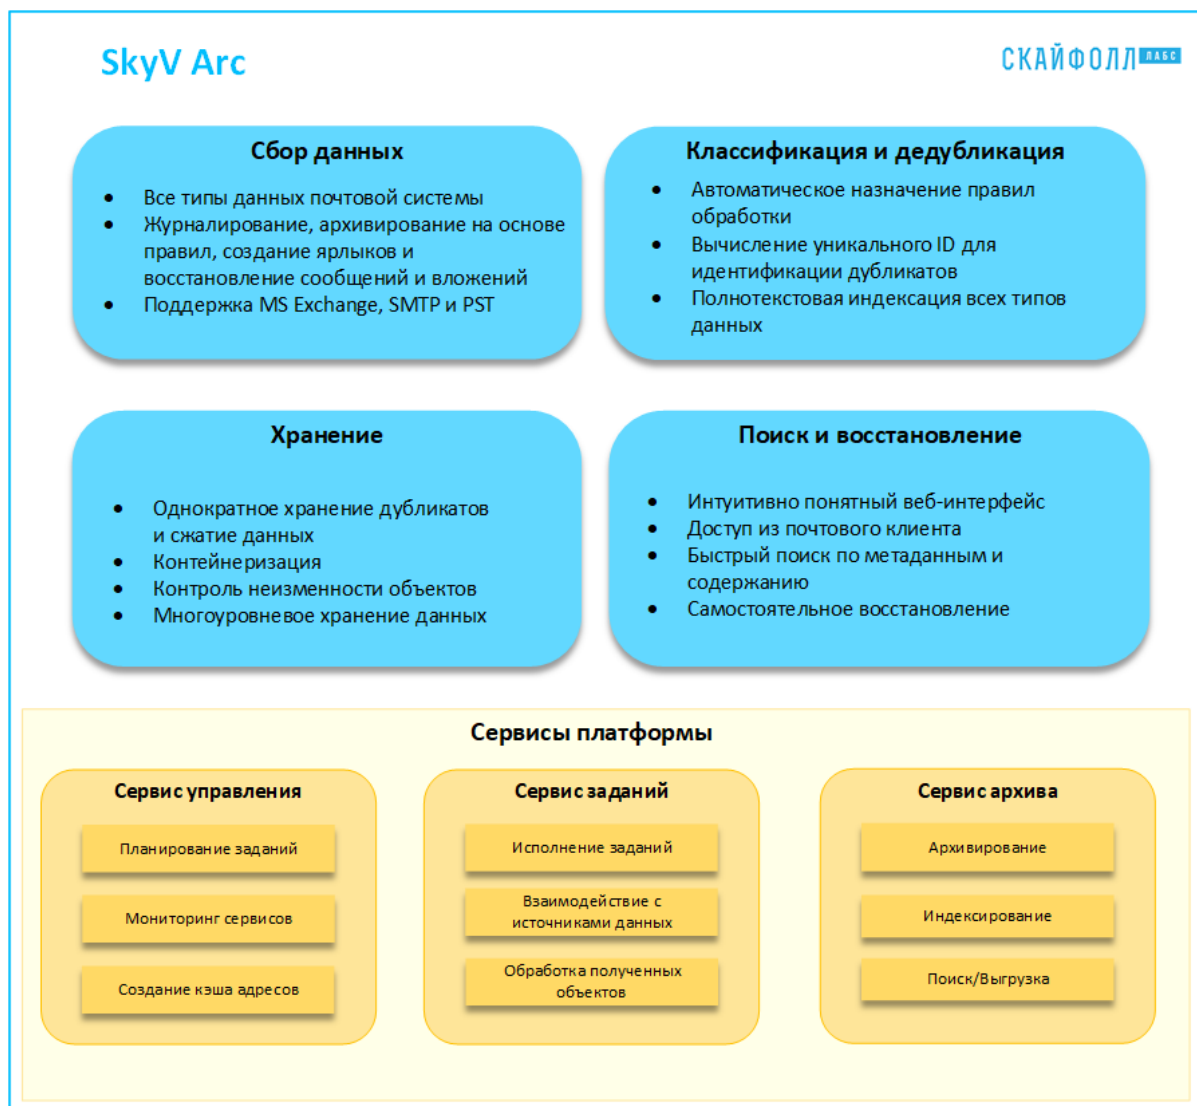 SkyV Arc
СКАЙФОЛЛ ЛАБС
Сбор данных
• Все типы данных почтовой системы
• Журналирование, архивирование на основе
правил, создание ярлыков и
восстановление сообщений и вложений
• Поддержка MS Exchange, SMTP и PST
Классификация и дедубликация
• Автоматическое назначение правил
обработки
• Вычисление уникального ID для
идентификации дубликатов
• Полнотекстовая индексация всех типов
данных
Хранение
• Однократное хранение дубликатов
и сжатие данных
• Контейнеризация
• Контроль неизменности объектов
• Многоуровневое хранение данных
Поиск и восстановление
• Интуитивно понятный веб-интерфейс
• Доступ из почтового клиента
• Быстрый поиск по метаданным и
содержанию
• Самостоятельное восстановление
Сервисы платформы
Сервис управления
Планирование заданий
Мониторинг сервисов
Создание кэша адресов
Сервис заданий
Исполнение заданий
Взаимодействие с
источниками данных
Обработка полученных
объектов
Сервис архива
Архивирование
Индексирование
Поиск/Выгрузка